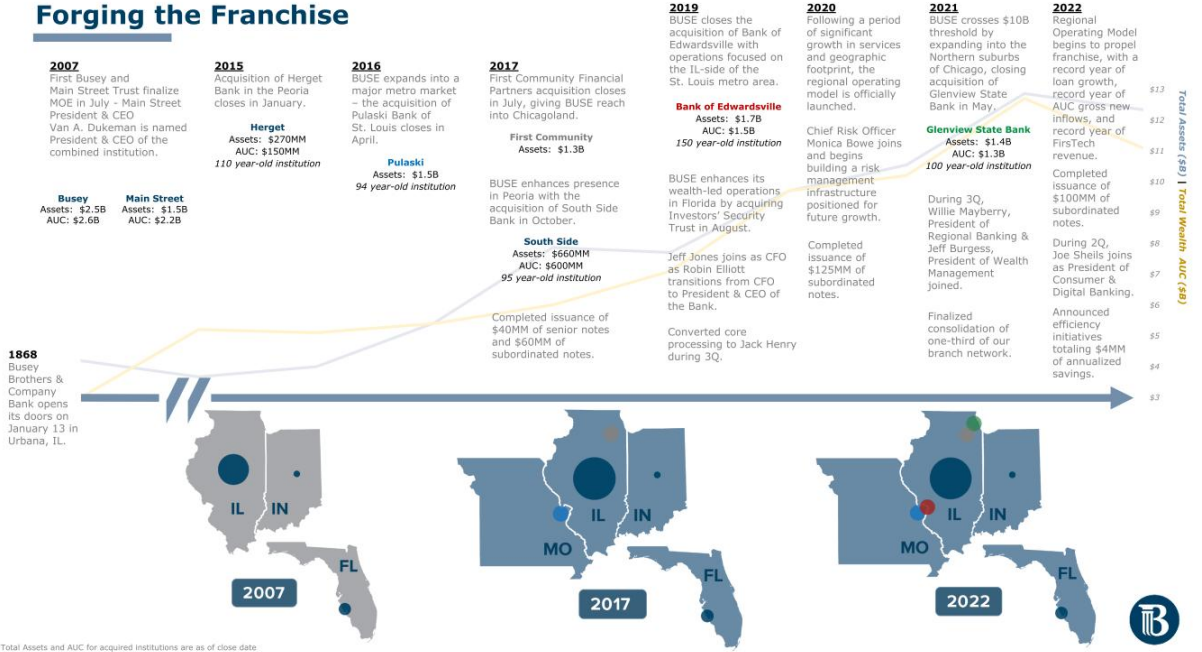 Forging the Franchise
1868
Busey
Brothers &
Company
Bank opens
its doors on
January 13 in
Urbana, IL.
2007
First Busey and
Main Street Trust finalize
MOE in July - Main Street
President & CEO
Van A. Dukeman is named
President & CEO of the
combined institution.
Busey
Assets: $2.5B
AUC: $2.6B
Main Street
Assets: $1.5B
AUC: $2.2B
2015
Acquisition of Herget
Bank in the Peoria
closes in January.
Herget
Assets: $270MM
AUC: $150MM
110 year-old institution
2016
BUSE expands into a
major metro market
– the acquisition of
Pulaski Bank of
St. Louis closes in
April.
Pulaski
Assets: $1.5B
94 year-old institution
2017
First Community Financial
Partners acquisition closes
in July, giving BUSE reach
into Chicagoland.
First Community
Assets: $1.3B
BUSE enhances presence
in Peoria with the
acquisition of South Side
Bank in October.
South Side
Assets: $660MM
AUC: $600MM
95 year-old institution
Completed issuance of
$40MM of senior notes
and $60MM of
subordinated notes.
2019
BUSE closes the
acquisition of Bank of
Edwardsville with
operations focused on
the IL-side of the
St. Louis metro area.
Bank of Edwardsville
Assets: $1.7B
AUC: $1.5B
150 year-old institution
BUSE enhances its
wealth-led operations
in Florida by acquiring
Investors' Security
Trust in August.
Jeff Jones joins as CFO
as Robin Elliott
transitions from CFO
to President & CEO of
the Bank.
Converted core
processing to Jack Henry
during 3Q.
2020
Following a period
of significant
growth in services
and geographic
footprint, the
regional operating
model is officially
launched.
Chief Risk Officer
Monica Bowe joins
and begins
building a risk
management
infrastructure
positioned for
future growth.
Completed
issuance of
$125MM of
subordinated
notes.
2021
BUSE crosses $10B
threshold by
expanding into the
Northern suburbs
of Chicago, closing
acquisition of
Glenview State
Bank in May.
Glenview State Bank
Assets: $1.4B
AUC: $1.3B
100 year-old institution
During 3Q,
Willie Mayberry,
President of
Regional Banking &
Jeff Burgess,
President of Wealth
Management
joined.
Finalized
consolidation of
one-third of our
branch network.
2022
Regional
Operating Model
begins to propel
franchise, with a
record year of
loan growth,
record year of
AUC gross new
inflows, and
record year of
FirsTech
revenue.
Completed
issuance of
$100MM of
subordinated
notes.
During 2Q,
Joe Sheils joins
as President of
Consumer &
Digital Banking.
Announced
efficiency
initiatives
totaling $4MM
of annualized
savings.
$13
$12
$11
$10
$9
$8
$7
$6
$5
$4
$3
Total Assets ($B) | Total Wealth AUC ($B)
IL
IN
FL
2007
IL
IN
MO
FL
2017
IL
IN
MO
FL
2022
B
Total Assets and AUC for acquired institutions are as of close date